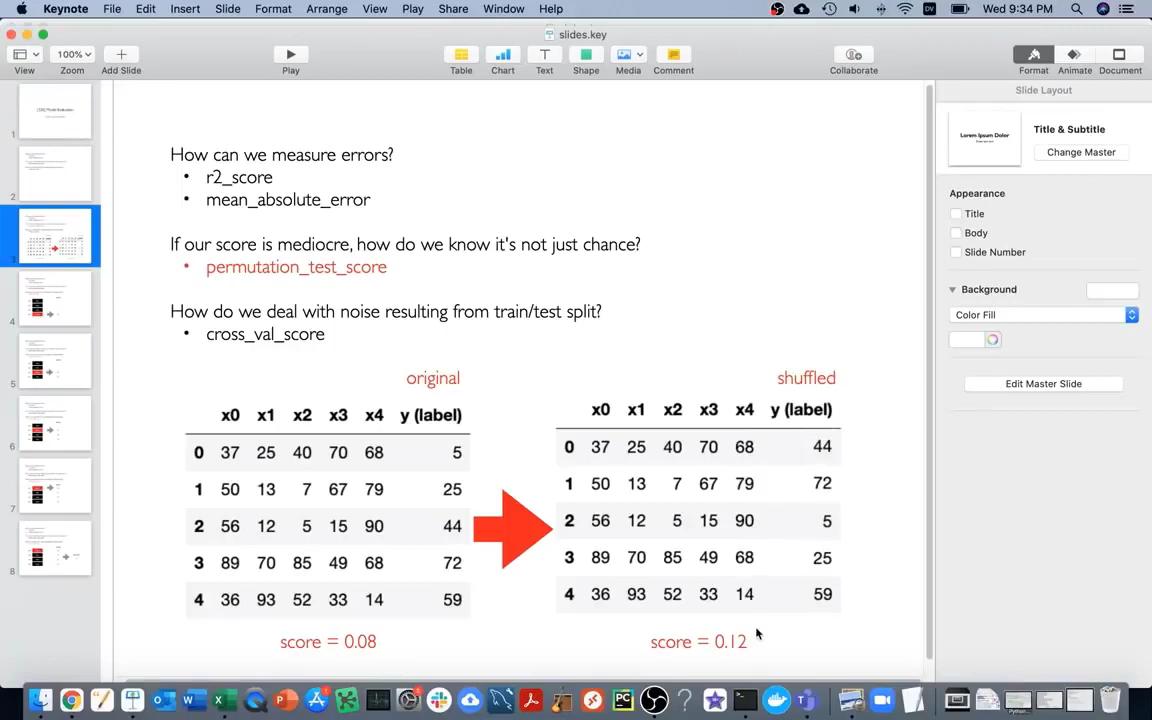 Keynote File Edit Insert Slide Format Arrange View Play Share Window Help Wed 9:34 PM
slides.key
100%
View Zoom Add Slide Play Table Chart Text Shape Media Comment Collaborate Format Animate Document
Slide Layout
Title & Subtitle
Change Master
Appearance
Title
Body
Slide Number
Background
Color Fill
Edit Master Slide
1
2
3
4
5
6
7
8
How can we measure errors?
• r2_score
• mean_absolute_error
If our score is mediocre, how do we know it's not just chance?
• permutation_test_score
How do we deal with noise resulting from train/test split?
• cross_val_score
original
x0 x1 x2 x3 x4 y (label)
0 37 25 40 70 68 5
1 50 13 7 67 79 25
2 56 12 5 15 90 44
3 89 70 85 49 68 72
4 36 93 52 33 14 59
score = 0.08
shuffled
x0 x1 x2 x3 x4 y (label)
0 37 25 40 70 68 44
1 50 13 7 67 79 72
2 56 12 5 15 90 5
3 89 70 85 49 68 25
4 36 93 52 33 14 59
score = 0.12